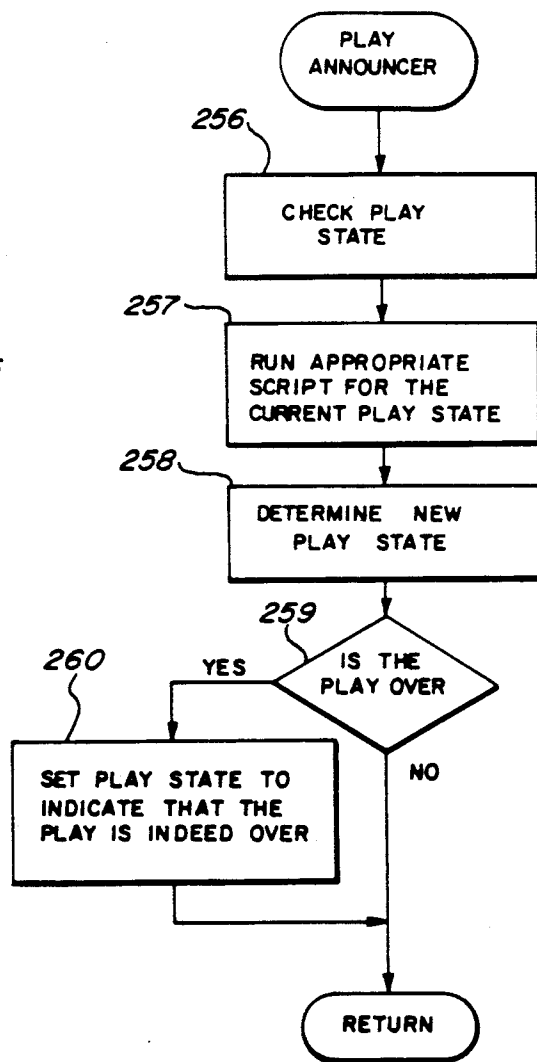 PLAY
ANNOUNCER
256
CHECK PLAY
STATE
257
RUN APPROPRIATE
SCRIPT FOR THE
CURRENT PLAY STATE
258
DETERMINE NEW
PLAY STATE
259
IS THE
PLAY OVER
YES
NO
260
SET PLAY STATE TO
INDICATE THAT THE
PLAY IS INDEED OVER
RETURN